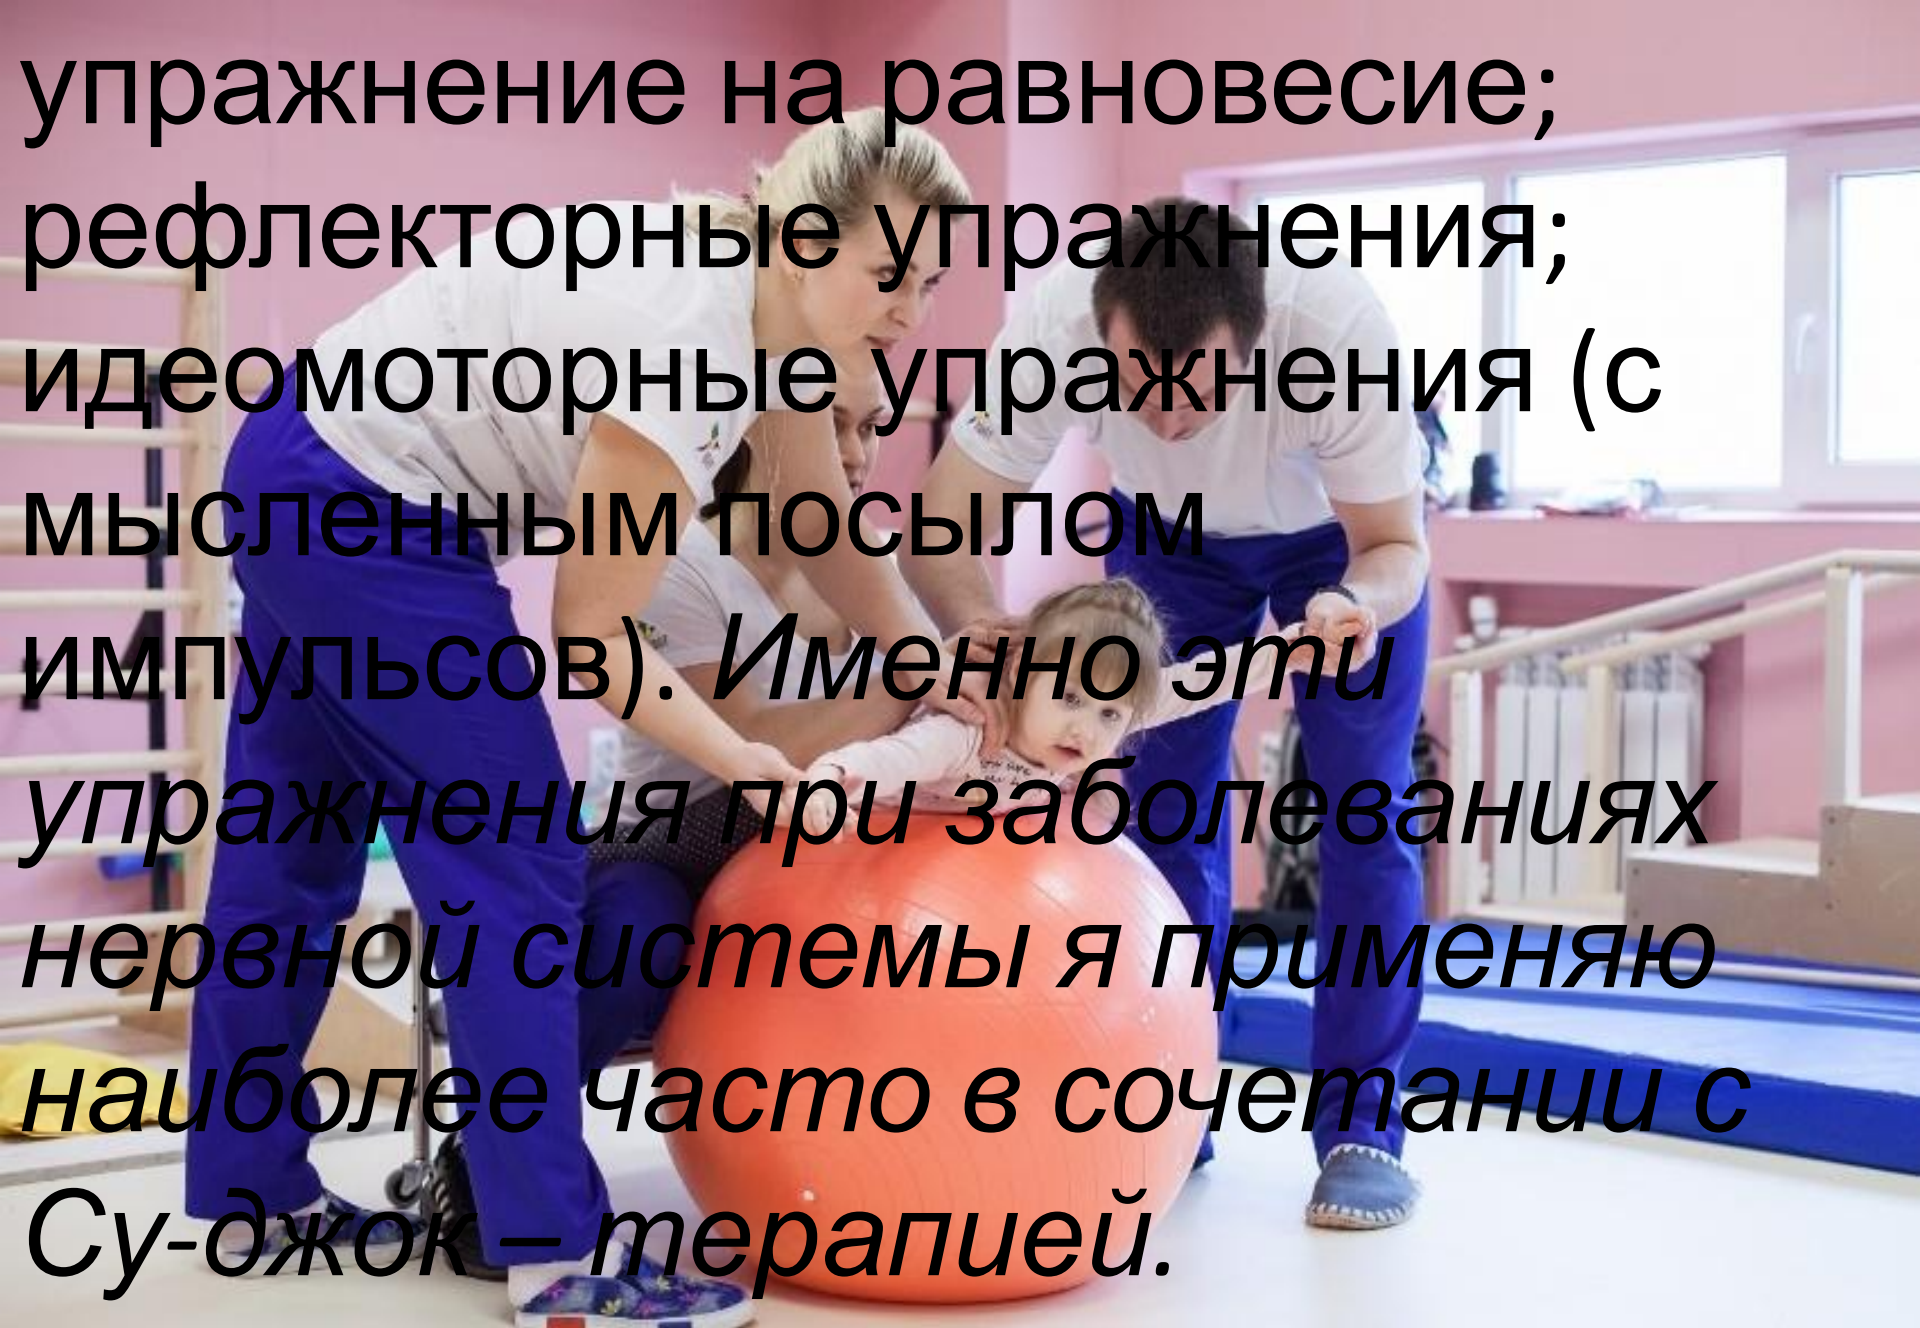 упражнение на равновесие;
рефлекторные упражнения;
идеомоторные упражнения (с
мысленным посылом
импульсов). Именно эти
упражнения при заболеваниях
нервной системы я применяю
наиболее часто в сочетании с
Су-джок – терапией.